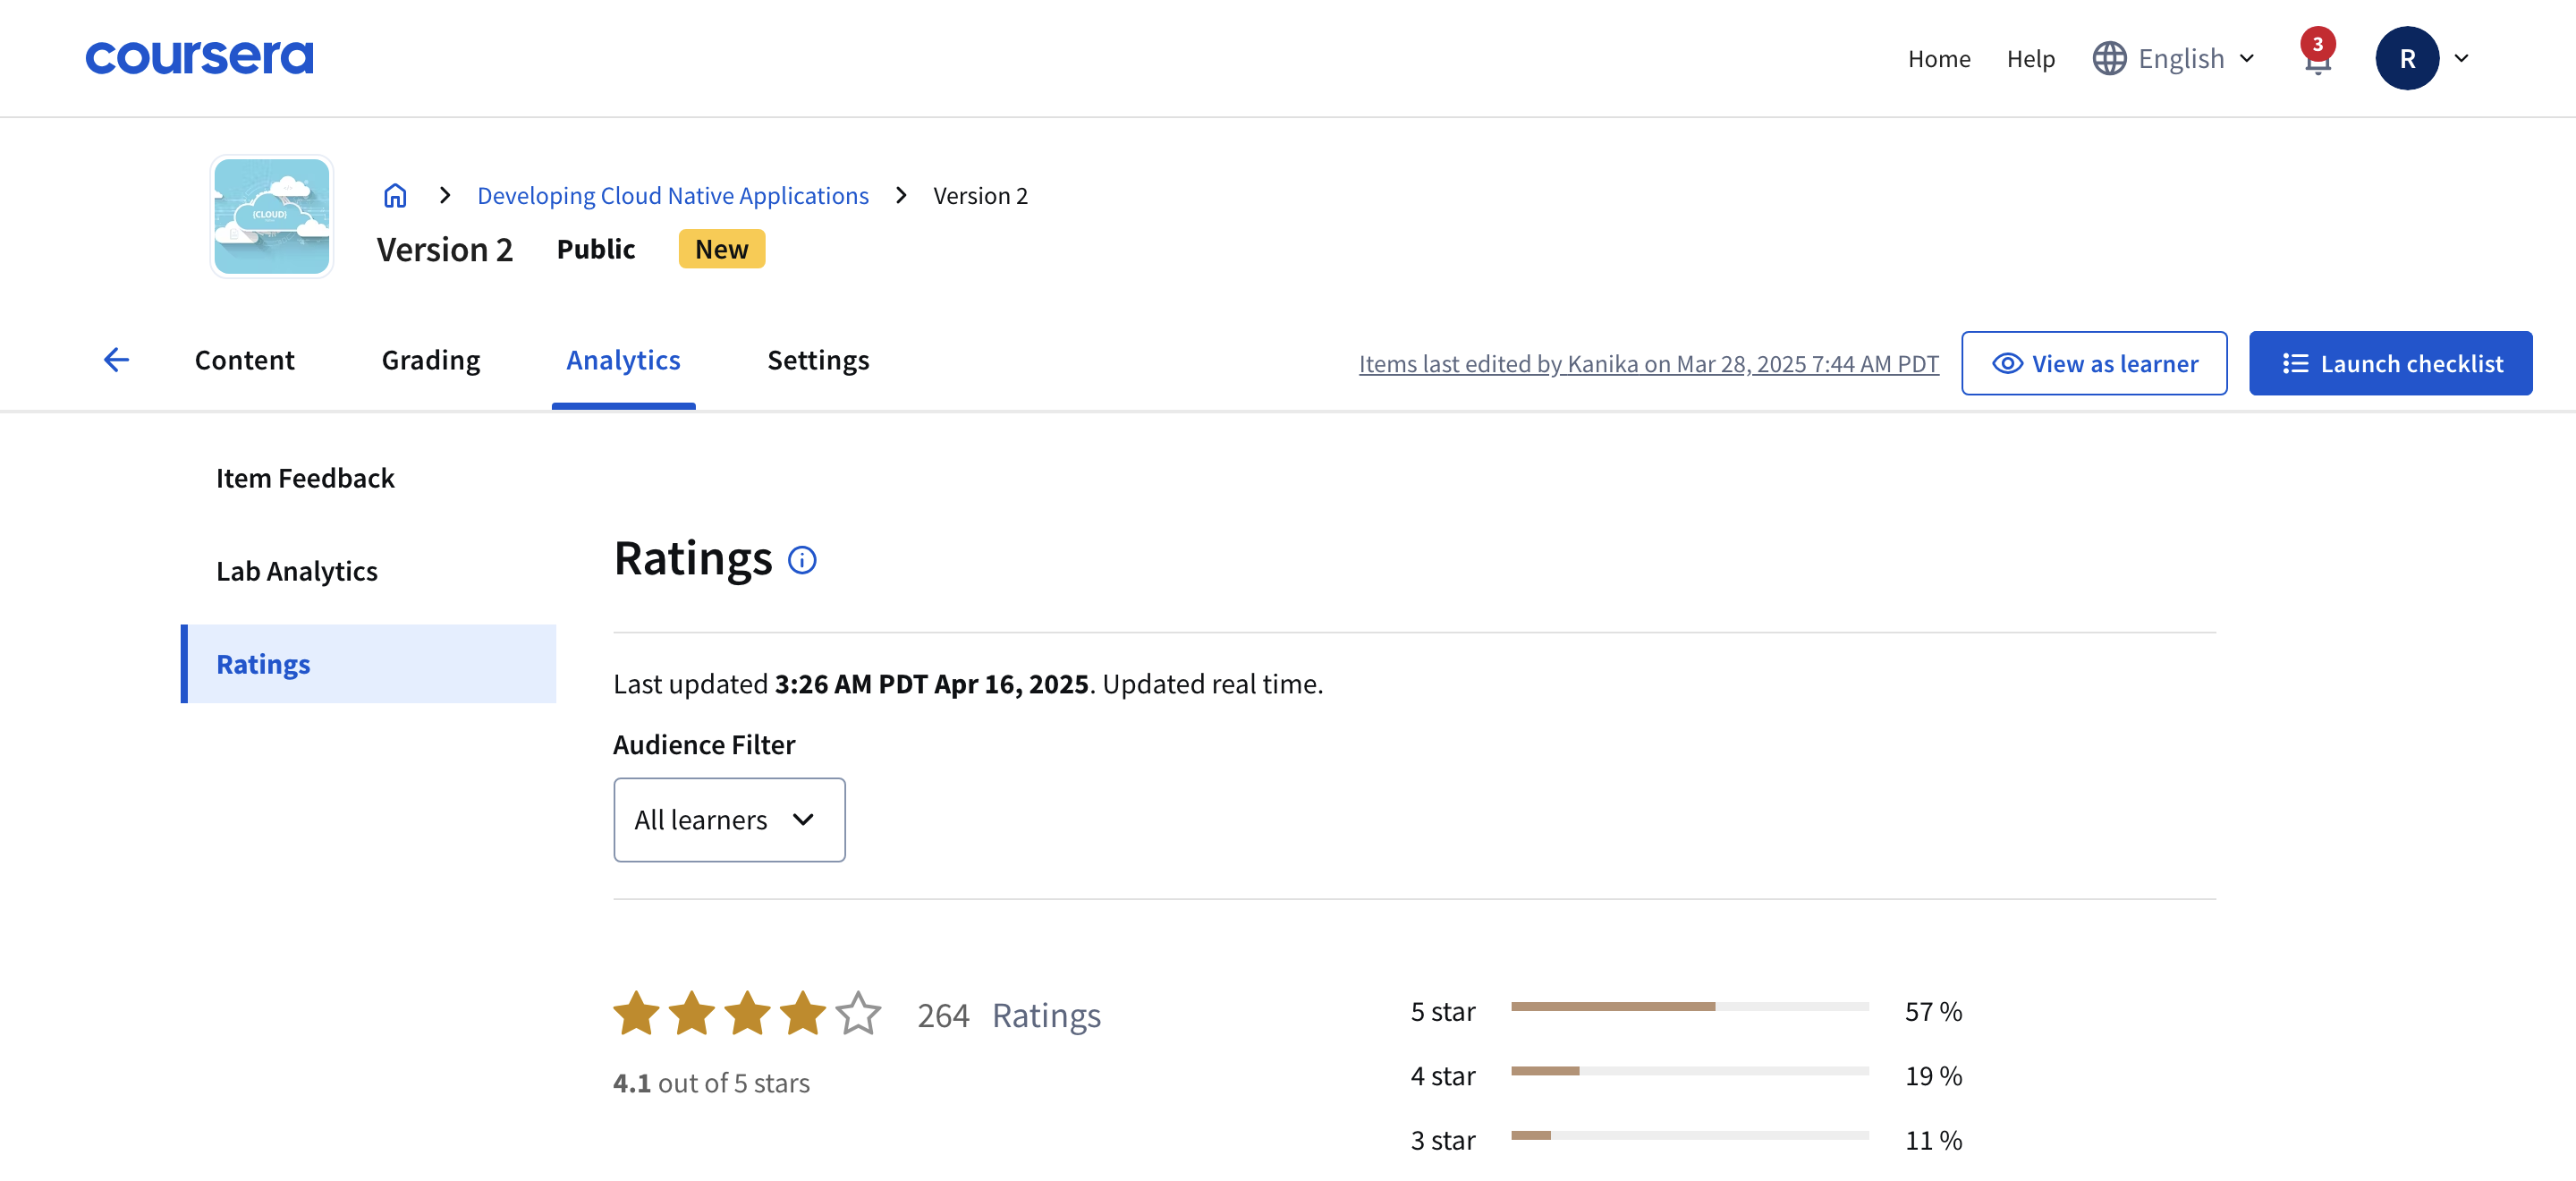 coursera
Home Help English 3 R
{CLOUD}
Developing Cloud Native Applications Version 2
Version 2 Public New
Content Grading Analytics Settings Items last edited by Kanika on Mar 28, 2025 7:44 AM PDT View as learner Launch checklist
Item Feedback
Lab Analytics
Ratings
Ratings
Last updated 3:26 AM PDT Apr 16, 2025. Updated real time.
Audience Filter
All learners
264 Ratings
4.1 out of 5 stars
5 star 57 %
4 star 19 %
3 star 11 %